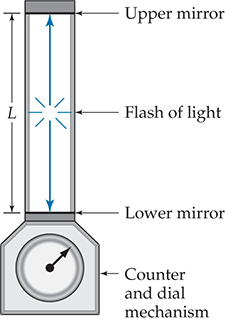 Upper mirror
L
Flash of light
Lower mirror
Counter
and dial
mechanism